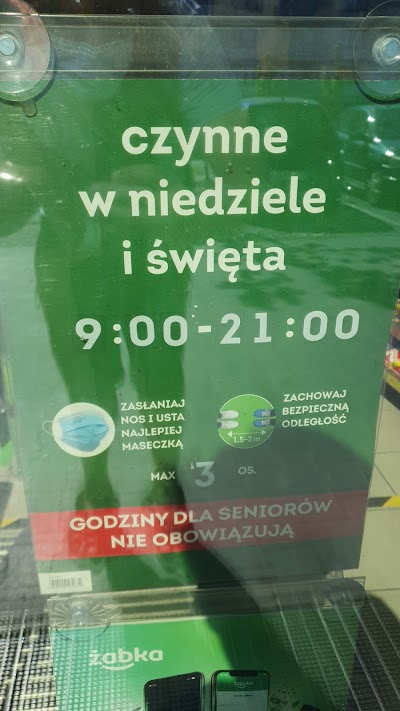 czynne
w niedziele
i święta
9:00-21:00
ZASŁANIAJ
NOS I USTA
NAJLEPIEJ
MASECZKĄ
ZACHOWAJ
BEZPIECZNĄ
ODLEGŁOŚĆ
1,5-2 m
MAX 3 OS.
GODZINY DLA SENIORÓW
NIE OBOWIĄZUJĄ
żabka